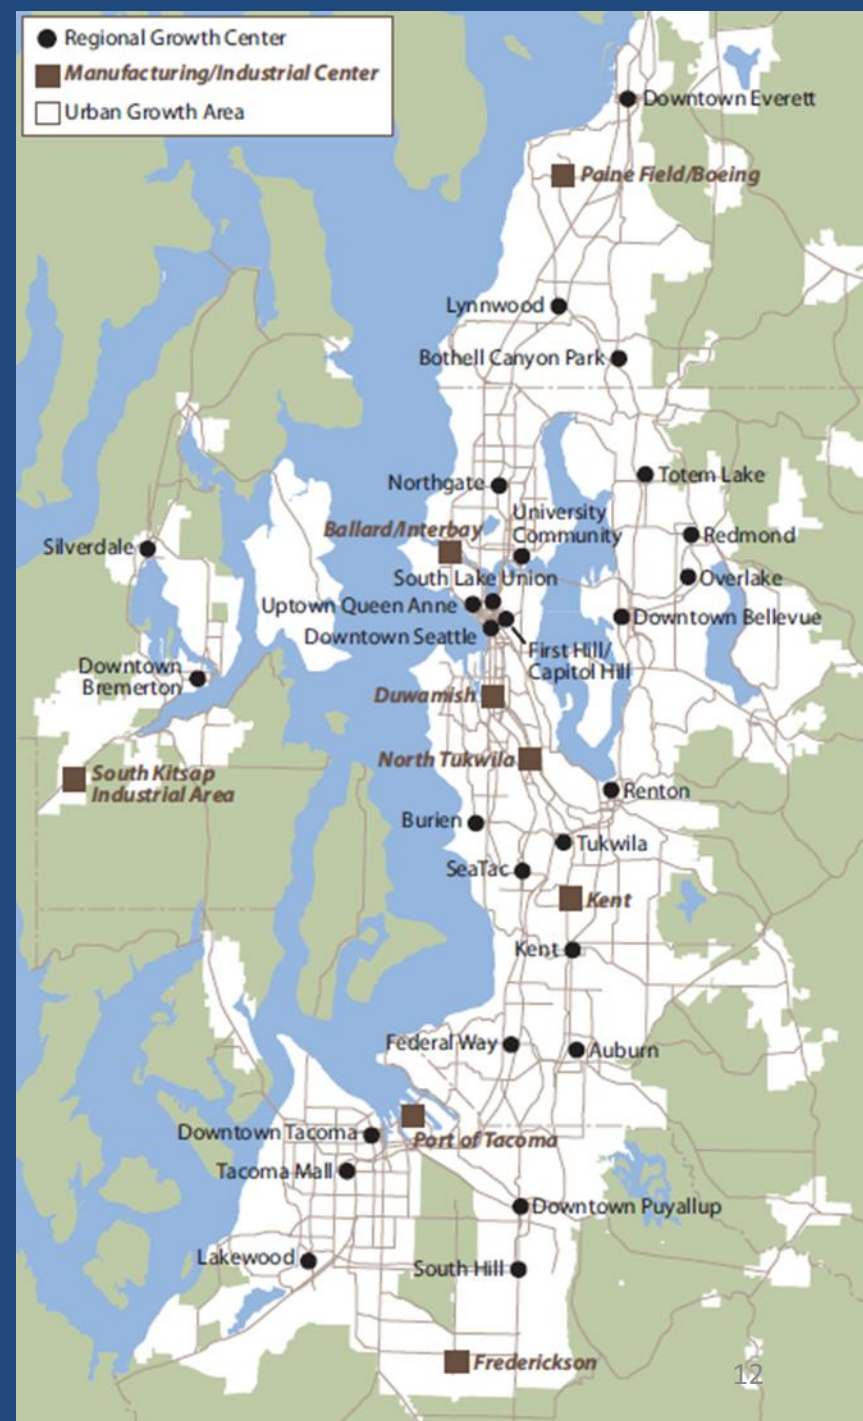 Regional Growth Center
Manufacturing/Industrial Center
Urban Growth Area
Downtown Everett
Paine Field/Boeing
Lynnwood
Bothell Canyon Park
Totem Lake
Northgate
University
Community
Ballard/Interbay
Redmond
Silverdale
South Lake Union
Overlake
Uptown Queen Anne
Downtown Bellevue
Downtown Seattle
First Hill/
Capitol Hill
Downtown
Bremerton
Duwamish
North Tukwila
South Kitsap
Industrial Area
Renton
Burien
Tukwila
SeaTac
Kent
Kent
Federal Way
Auburn
Downtown Tacoma
Port of Tacoma
Tacoma Mall
Downtown Puyallup
Lakewood
South Hill
Frederickson
12